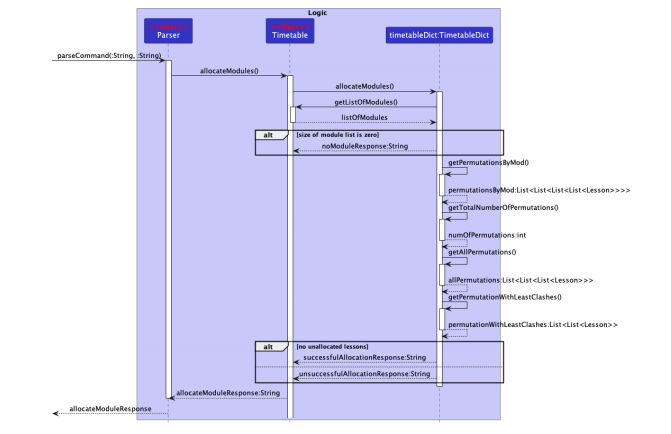 Logic
<<class>>
Parser
<<class>>
Timetable
timetableDict:TimetableDict
parseCommand(:String, :String)
allocateModules()
allocateModules()
getListOfModules()
listOfModules
alt [size of module list is zero]
noModuleResponse:String
getPermutationsByMod()
permutationsByMod:List<List<List<List<Lesson>>>>
getTotalNumberOfPermutations()
numOfPermutations:int
getAllPermutations()
allPermutations:List<List<List<Lesson>>>
getPermutationWithLeastClashes()
permutationWithLeastClashes:List<List<Lesson>>
alt [no unallocated lessons]
successfulAllocationResponse:String
unsuccessfulAllocationResponse:String
allocateModuleResponse:String
allocateModuleResponse